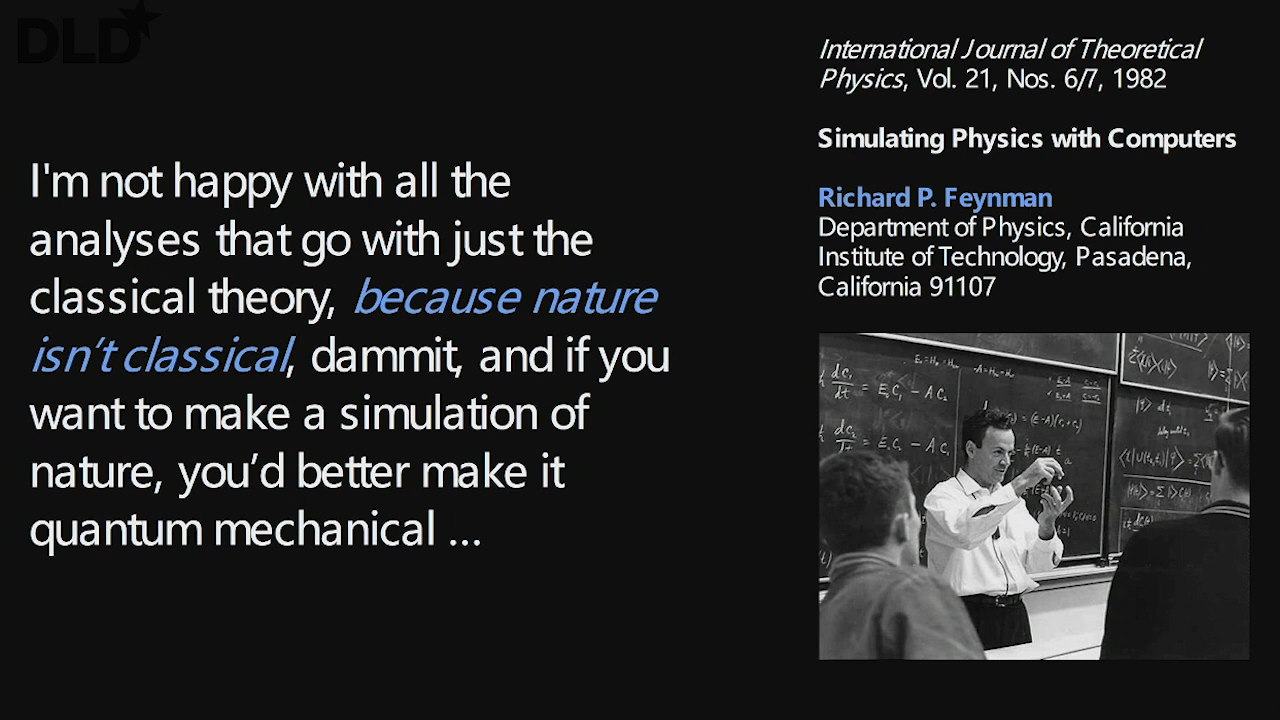 DLD
I'm not happy with all the
analyses that go with just the
classical theory, because nature
isn't classical, dammit, and if you
want to make a simulation of
nature, you'd better make it
quantum mechanical ...
International Journal of Theoretical
Physics, Vol. 21, Nos. 6/7, 1982
Simulating Physics with Computers
Richard P. Feynman
Department of Physics, California
Institute of Technology, Pasadena,
California 91107